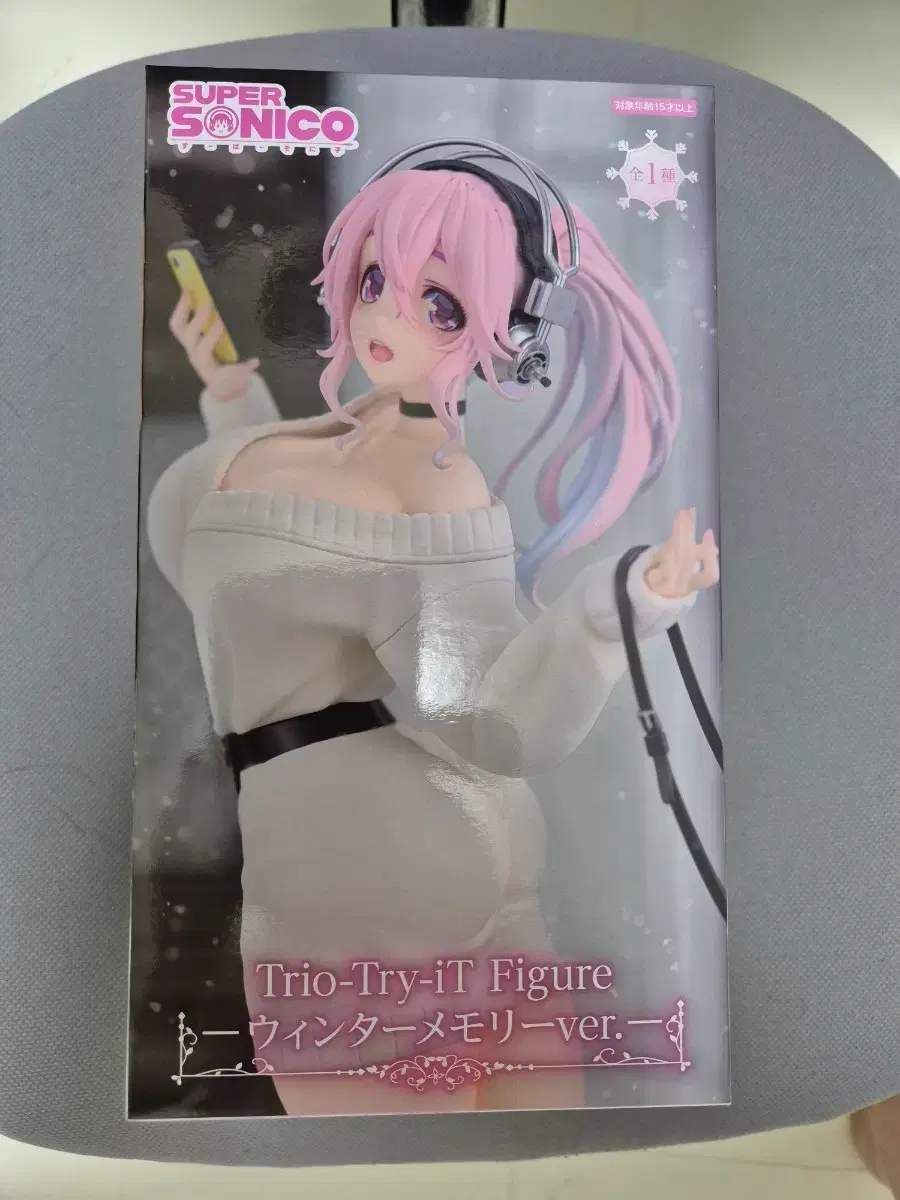 SUPER
SONICO
すーぱーそに子
対象年齢15才以上
全1種
Trio-Try-iT Figure
ーウィンターメモリーver.ー